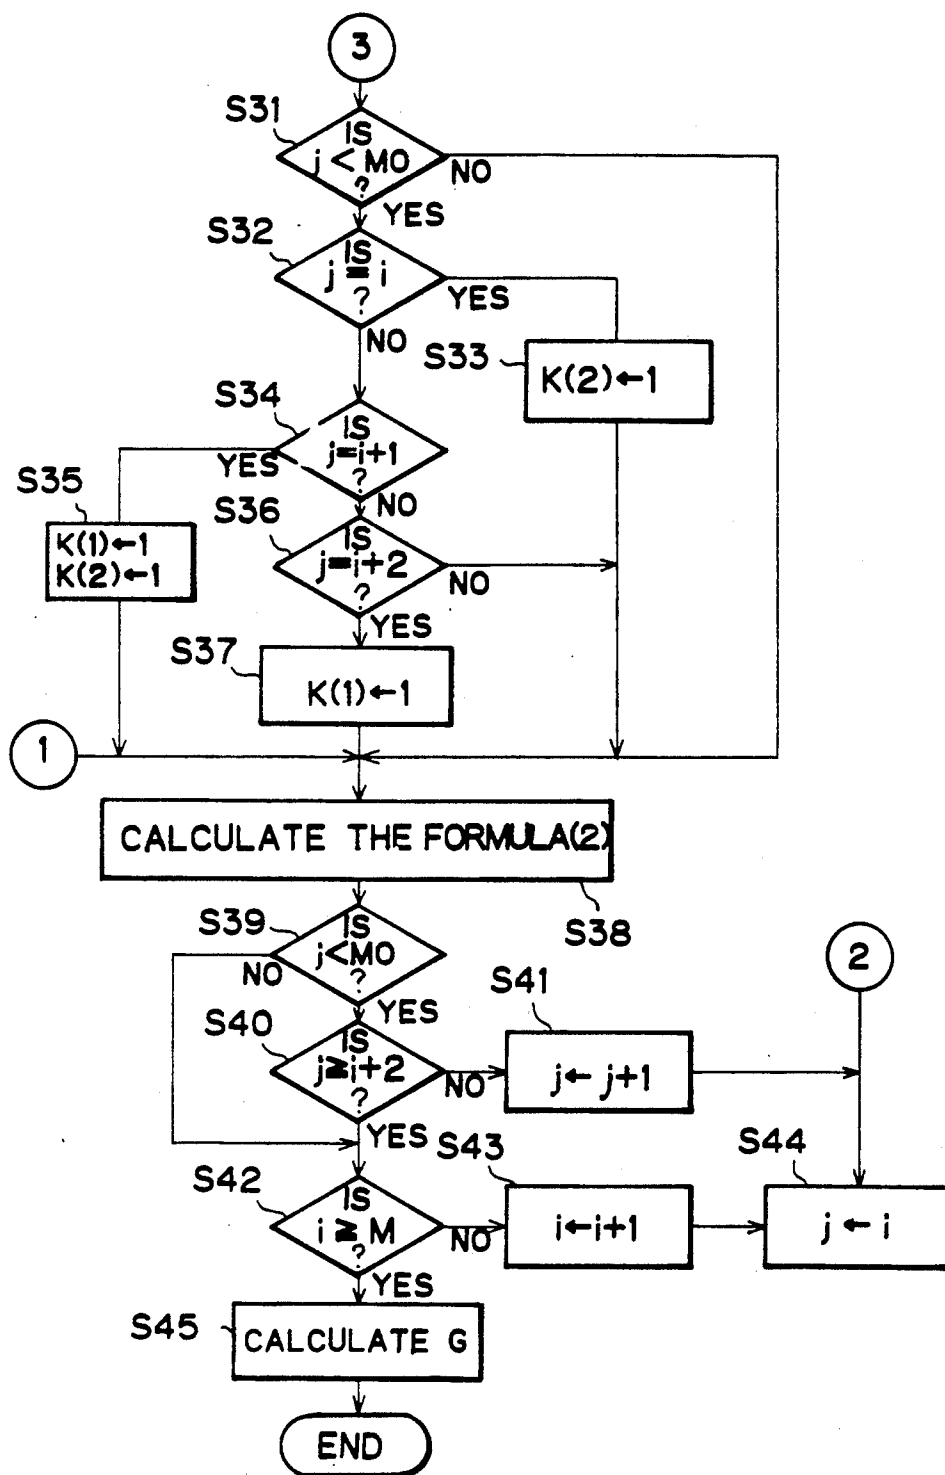 3
S31
IS
j < MO
?
NO
YES
S32
IS
j = i
?
YES
NO
S33
K(2)←1
S34
IS
j=i+1
?
YES
NO
S35
K(1)←1
K(2)←1
S36
IS
j=i+2
?
NO
YES
S37
K(1)←1
1
CALCULATE THE FORMULA(2)
S38
S39
IS
j<MO
?
NO
YES
2
S40
IS
j≧i+2
?
NO
YES
S41
j← j+1
S42
IS
i ≧ M
?
NO
YES
S43
i←i+1
S44
j ← i
S45
CALCULATE G
END